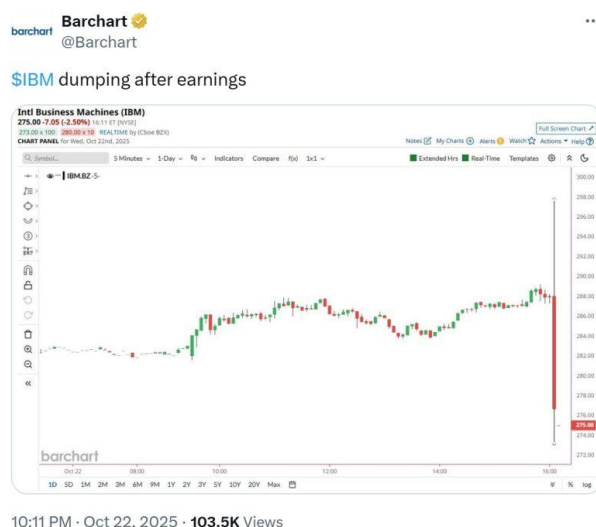 barchart
Barchart
@Barchart
$IBM dumping after earnings
Intl Business Machines (IBM)
275.00 -7.05 (-2.50%) 16:11 ET [NYSE]
273.00 x 100 280.00 x 10 REALTIME by (Cboe BZX)
Full Screen Chart
CHART PANEL for Wed, Oct 22nd, 2025
Notes My Charts Alerts Watch Actions Help
Symbol... 5 Minutes 1-Day Indicators Compare f(x) 1x1 Extended Hrs Real-Time Templates
IBM.BZ -5-
300.00
298.00
296.00
294.00
292.00
290.00
288.00
286.00
284.00
282.00
280.00
278.00
276.00
275.00
274.00
272.00
barchart
Oct 22 08:00 10:00 12:00 14:00 16:00
1D 5D 1M 2M 3M 6M 9M 1Y 2Y 3Y 5Y 10Y 20Y Max % log
10:11 PM · Oct 22, 2025 · 103.5K Views